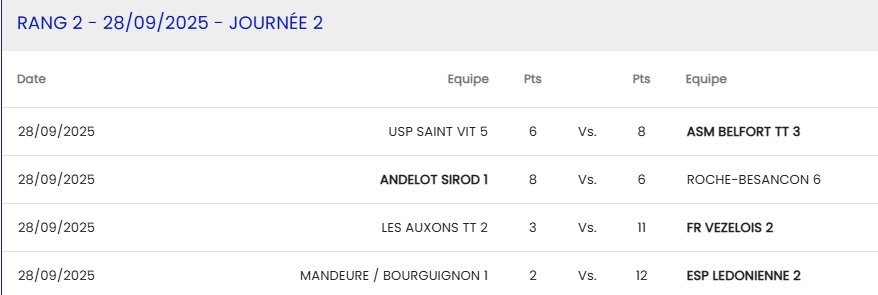 RANG 2 - 28/09/2025 - JOURNÉE 2
Date Equipe Pts Pts Equipe
28/09/2025 USP SAINT VIT 5 6 Vs. 8 ASM BELFORT TT 3
28/09/2025 ANDELOT SIROD 1 8 Vs. 6 ROCHE-BESANCON 6
28/09/2025 LES AUXONS TT 2 3 Vs. 11 FR VEZELOIS 2
28/09/2025 MANDEURE / BOURGUIGNON 1 2 Vs. 12 ESP LEDONIENNE 2